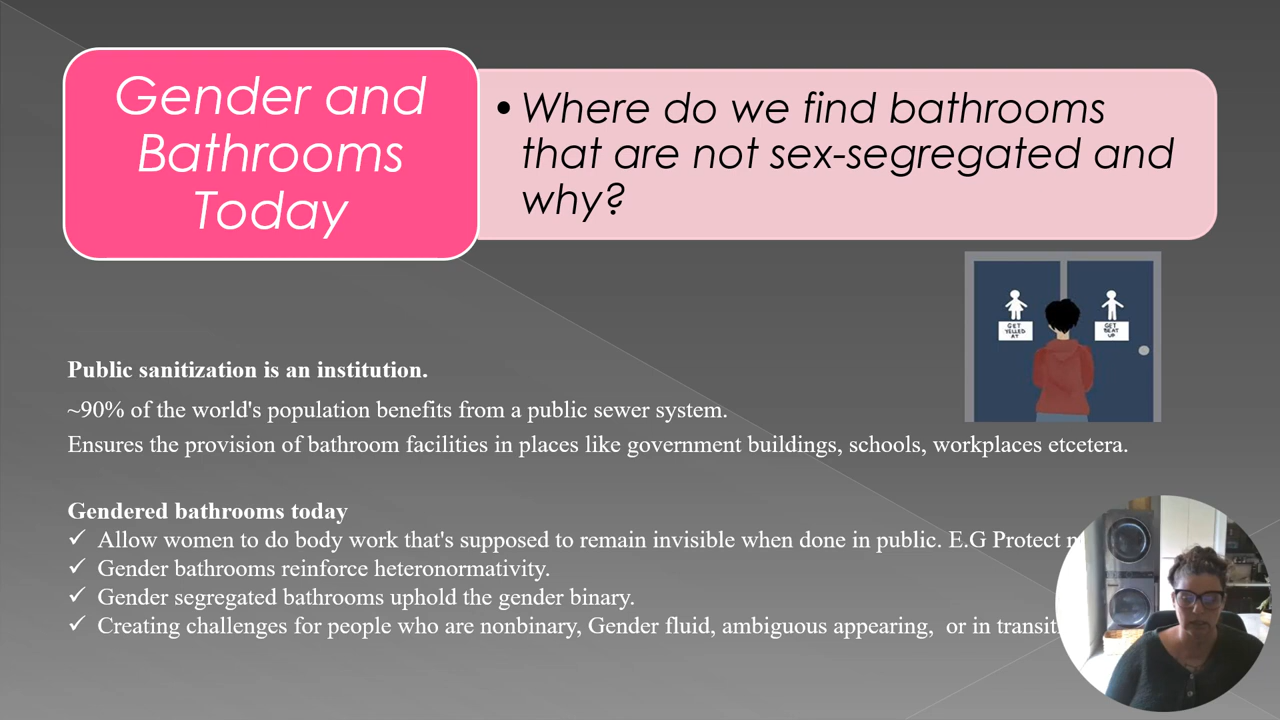 Gender and
Bathrooms
Today
• Where do we find bathrooms
that are not sex-segregated and
why?
GET
YELLED
AT
GET
BEAT
UP
Public sanitization is an institution.
~90% of the world's population benefits from a public sewer system.
Ensures the provision of bathroom facilities in places like government buildings, schools, workplaces etcetera.
Gendered bathrooms today
✓ Allow women to do body work that's supposed to remain invisible when done in public. E.G Protect
✓ Gender bathrooms reinforce heteronormativity.
✓ Gender segregated bathrooms uphold the gender binary.
✓ Creating challenges for people who are nonbinary, Gender fluid, ambiguous appearing, or in